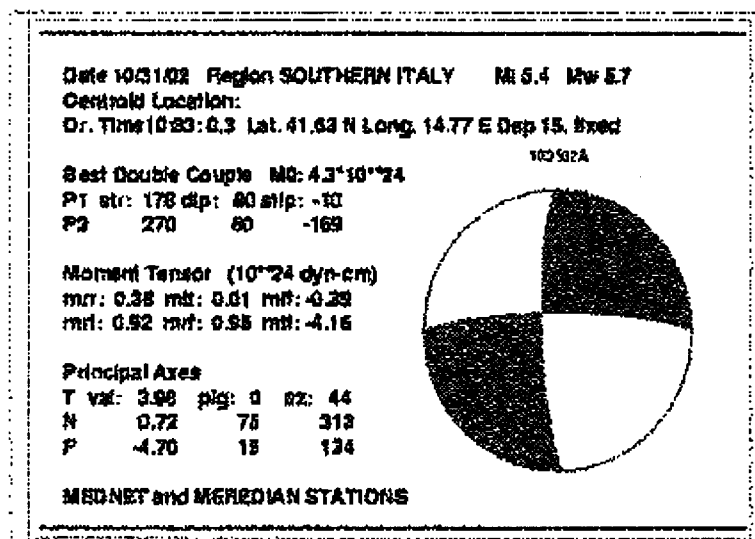 Date 10/31/02 Region SOUTHERN ITALY Ml 5.4 Mw 5.7
Centroid Location:
Or. Time 10:33: 0.3 Lat. 41.63 N Long. 14.77 E Dep 15. fixed
103102A
Best Double Couple M0: 4.3*10**24
P1 str: 178 dip: 80 slip: -10
P2 270 80 -169
Moment Tensor (10**24 dyn-cm)
mrr: 0.38 mtt: 0.01 mff: -0.39
mrt: 0.92 mrf: 0.95 mtf: -4.16
Principal Axes
T val: 3.98 plg: 0 az: 44
N 0.72 75 313
P -4.70 15 134
MEDNET and MEREDIAN STATIONS